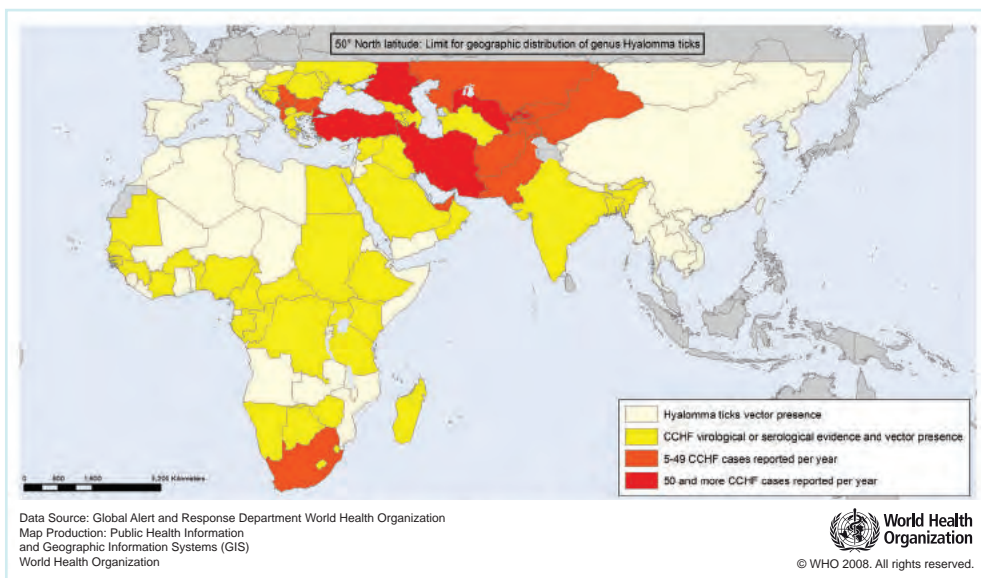 50° North latitude: Limit for geographic distribution of genus Hyalomma ticks
Hyalomma ticks vector presence
CCHF virological or serological evidence and vector presence
5-49 CCHF cases reported per year
50 and more CCHF cases reported per year
0
1,600
Kilometers
Data Source: Global Alert and Response Department World Health Organization
Map Production: Public Health Information
and Geographic Information Systems (GIS)
World Health Organization
World Health
Organization
© WHO 2008. All rights reserved.